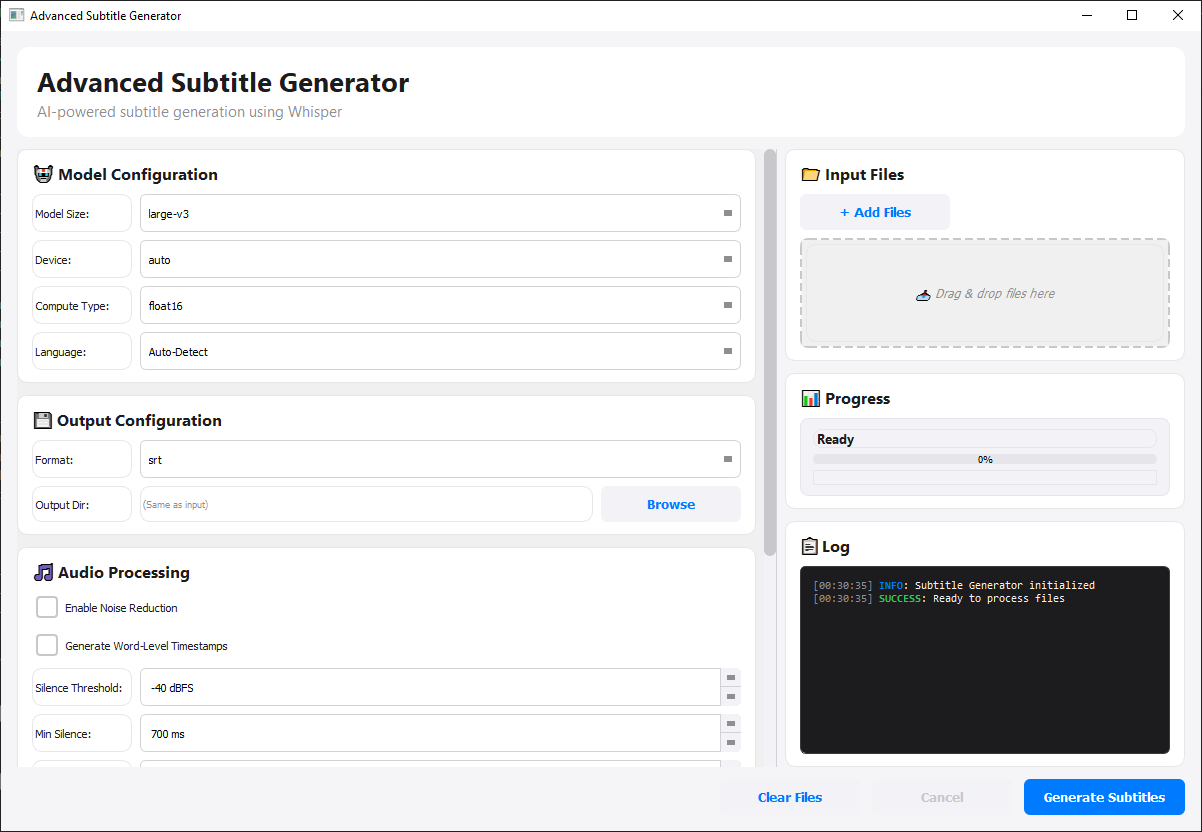 Advanced Subtitle Generator
Advanced Subtitle Generator
AI-powered subtitle generation using Whisper
Model Configuration
Model Size: large-v3
Device: auto
Compute Type: float16
Language: Auto-Detect
Output Configuration
Format: srt
Output Dir: (Same as input) Browse
Audio Processing
Enable Noise Reduction
Generate Word-Level Timestamps
Silence Threshold: -40 dBFS
Min Silence: 700 ms
Input Files
+ Add Files
Drag & drop files here
Progress
Ready
0%
Log
[00:30:35] INFO: Subtitle Generator initialized
[00:30:35] SUCCESS: Ready to process files
Clear Files Cancel Generate Subtitles